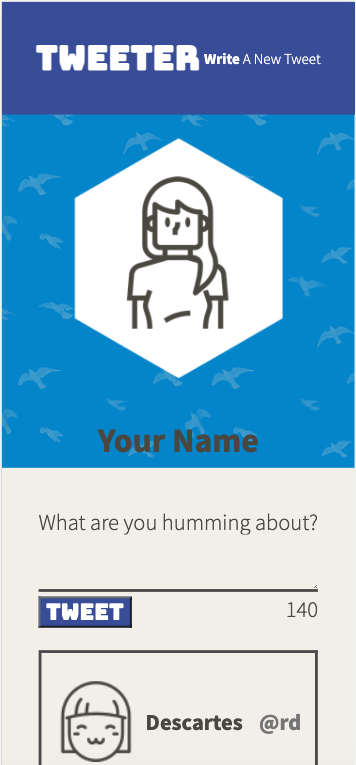 TWEETER Write A New Tweet
Your Name
What are you humming about?
TWEET 140
Descartes @rd